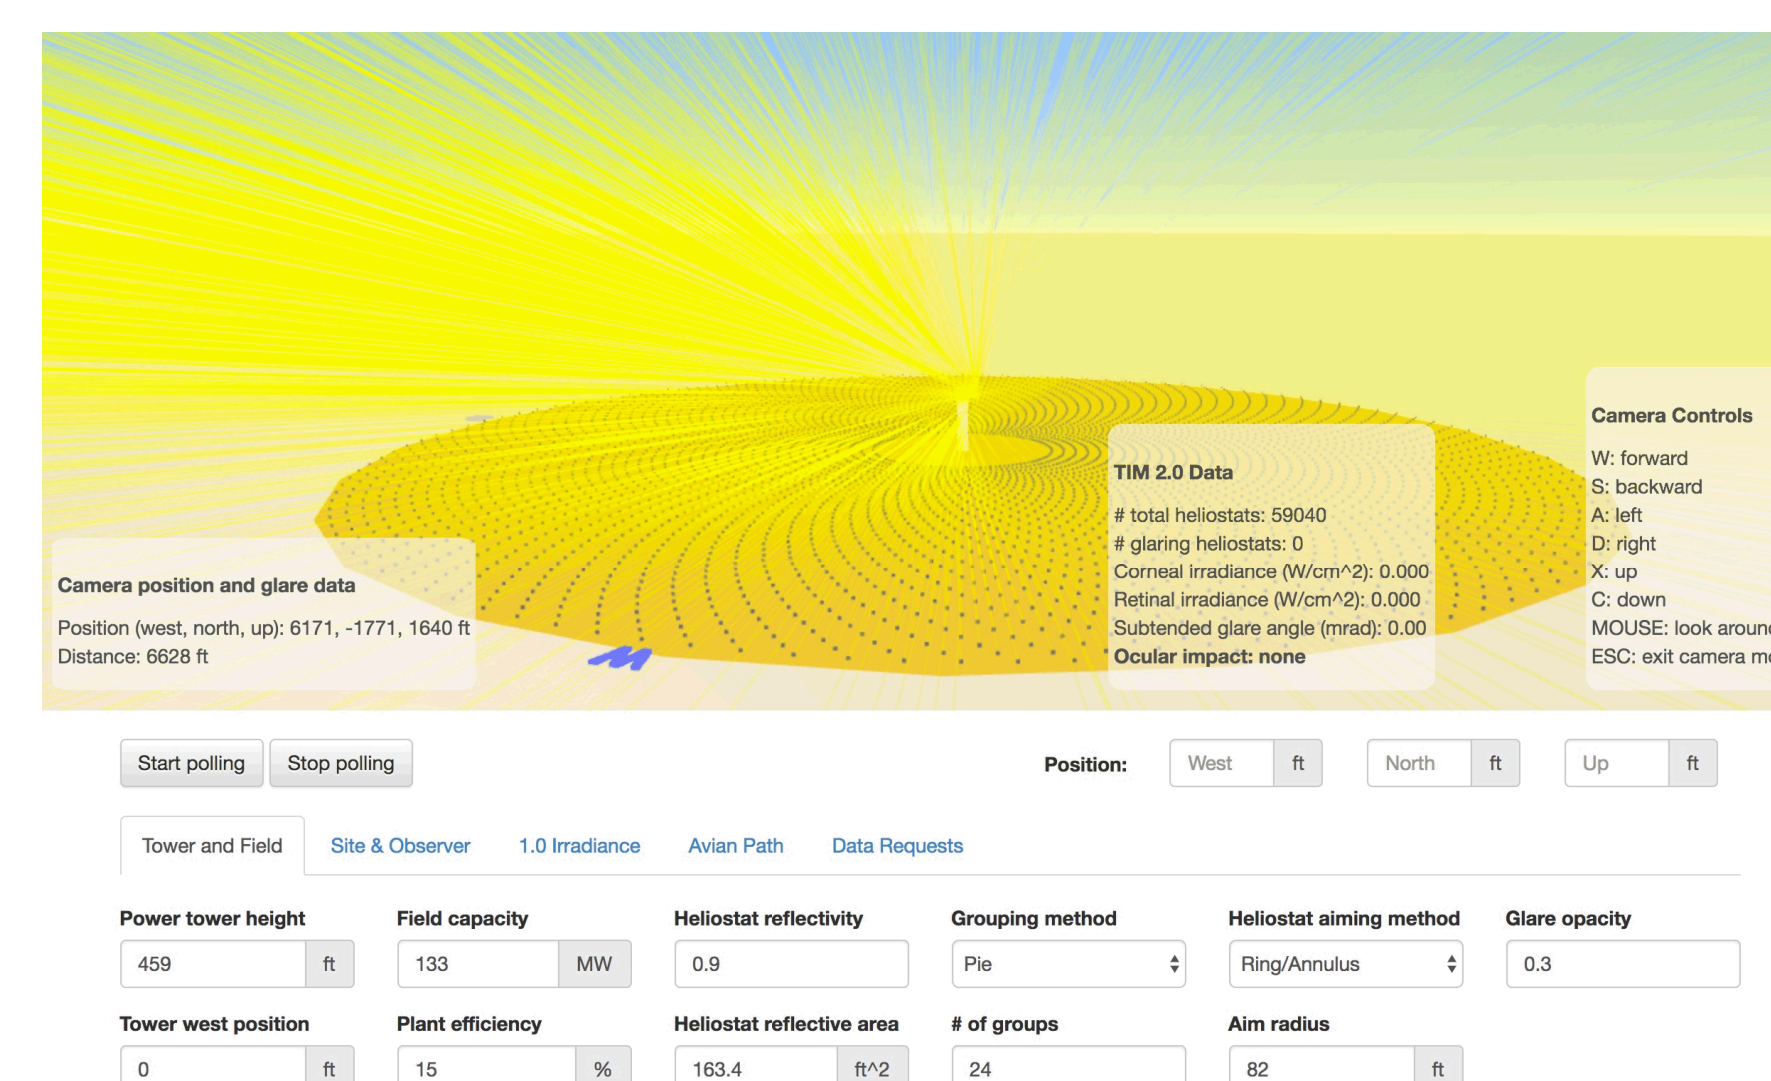 Camera Controls
W: forward
S: backward
A: left
D: right
X: up
C: down
MOUSE: look around
ESC: exit camera
TIM 2.0 Data
# total heliostats: 59040
# glaring heliostats: 0
Corneal irradiance (W/cm^2): 0.000
Retinal irradiance (W/cm^2): 0.000
Subtended glare angle (mrad): 0.00
Ocular impact: none
Camera position and glare data
Position (west, north, up): 6171, -1771, 1640 ft
Distance: 6628 ft
Start polling Stop polling Position: West ft North ft Up ft
Tower and Field Site & Observer 1.0 Irradiance Avian Path Data Requests
Power tower height Field capacity Heliostat reflectivity Grouping method Heliostat aiming method Glare opacity
459 ft 133 MW 0.9 Pie Ring/Annulus 0.3
Tower west position Plant efficiency Heliostat reflective area # of groups Aim radius
0 ft 15 % 163.4 ft^2 24 82 ft